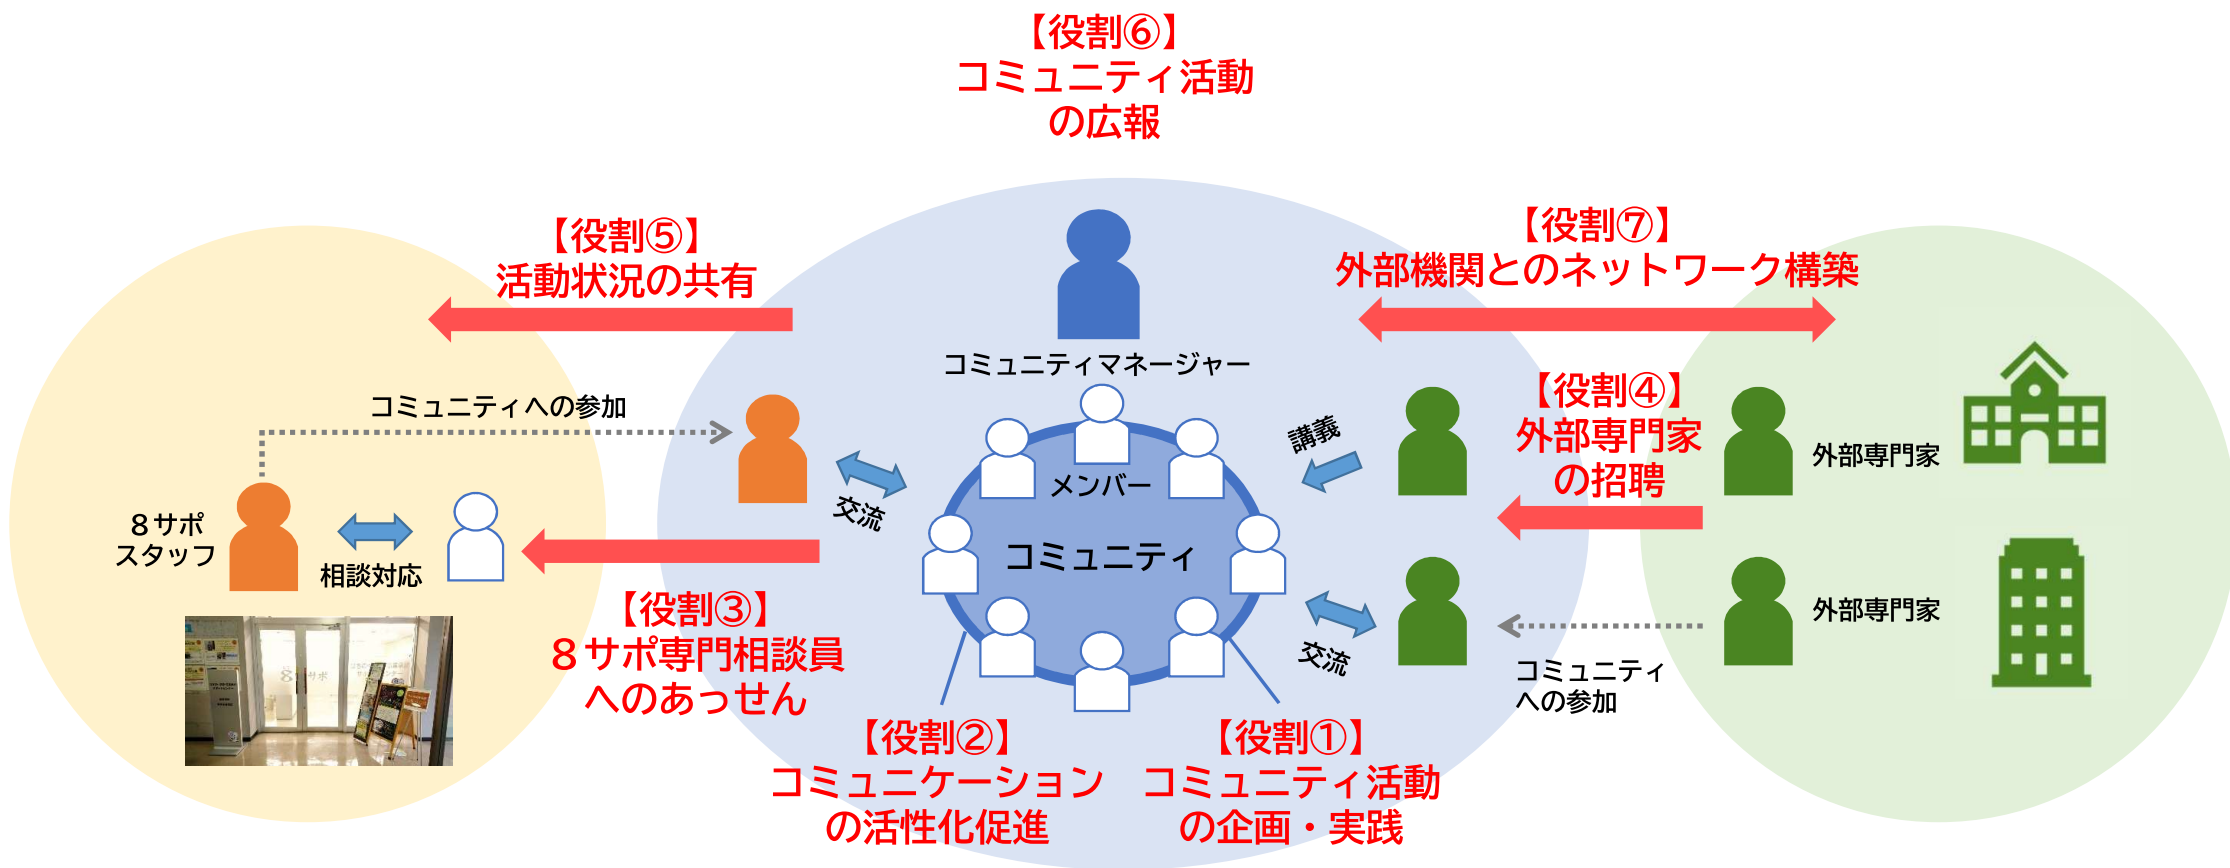 【役割⑥】
コミュニティ活動
の広報
【役割⑤】
活動状況の共有
【役割⑦】
外部機関とのネットワーク構築
コミュニティマネージャー
コミュニティへの参加
【役割④】
外部専門家
の招聘
講義
外部専門家
メンバー
交流
8サポ
スタッフ
相談対応
コミュニティ
【役割③】
8サポ専門相談員
へのあっせん
交流
外部専門家
コミュニティ
への参加
【役割②】
コミュニケーション
の活性化促進
【役割①】
コミュニティ活動
の企画・実践